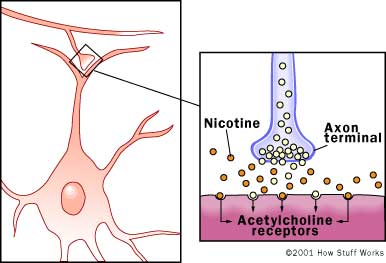 Nicotine
Axon
terminal
Acetylcholine
receptors
©2001 How Stuff Works